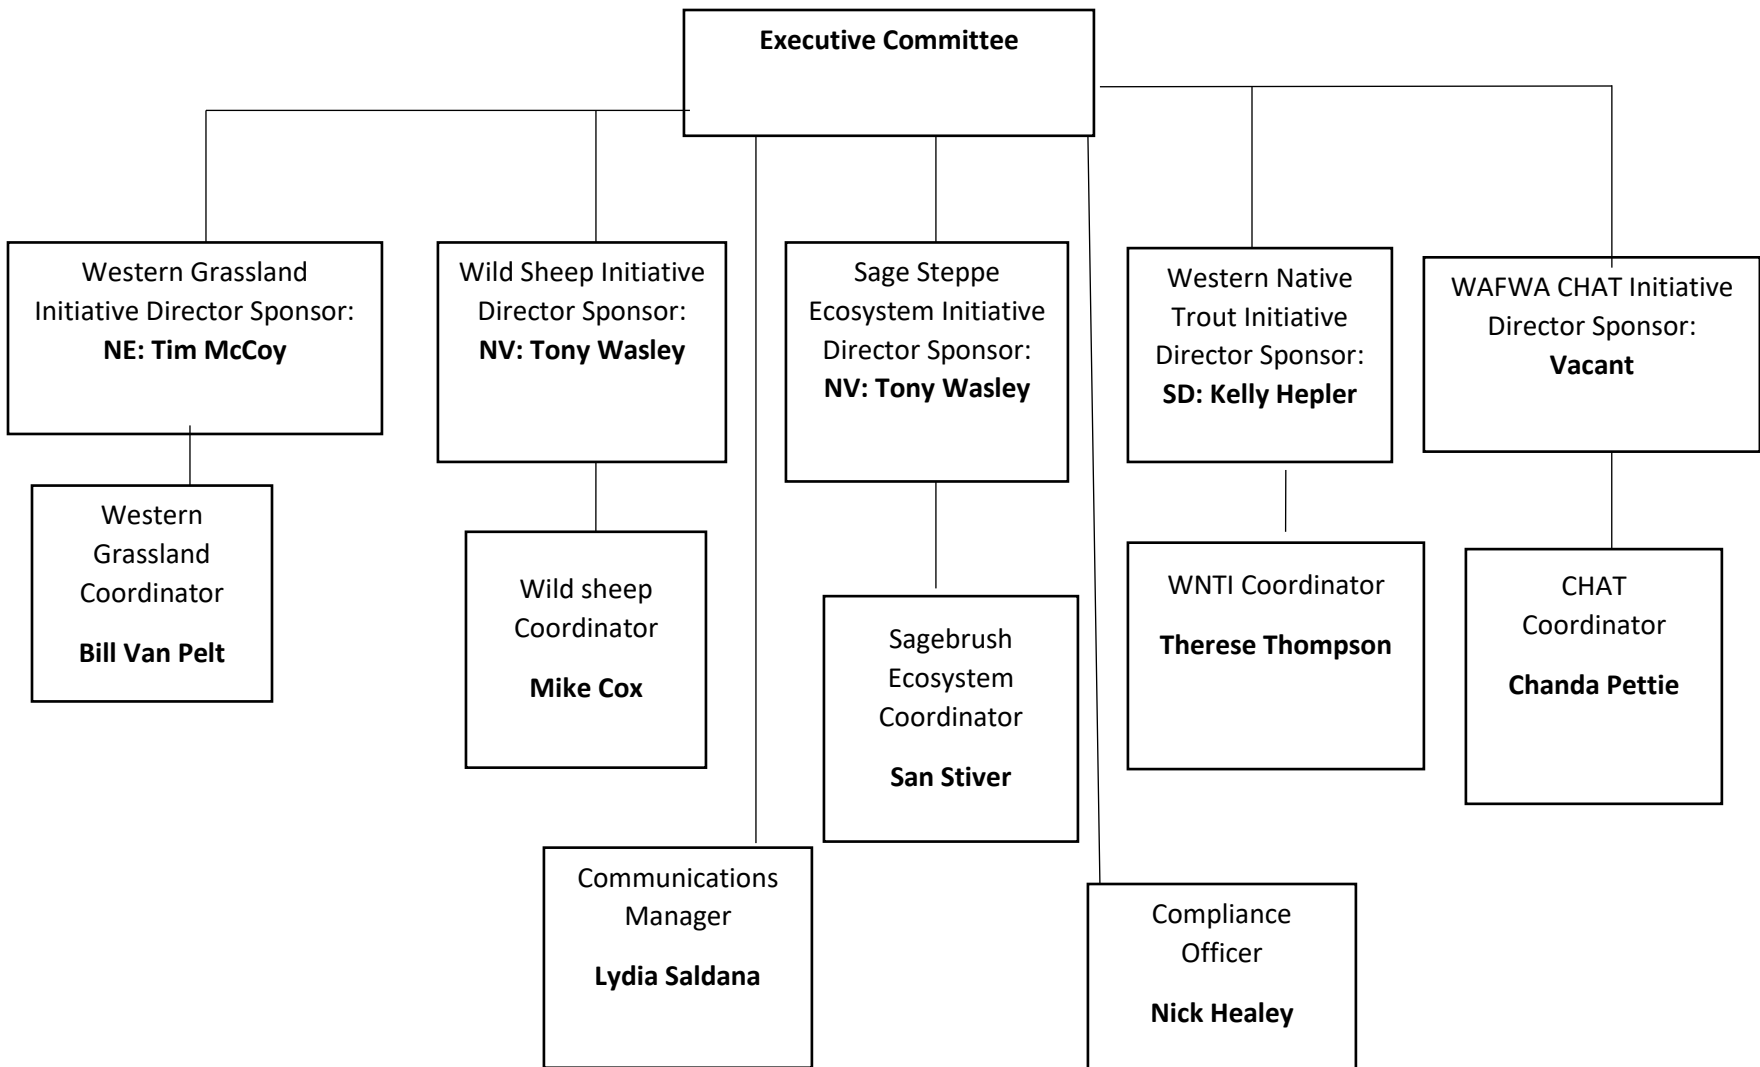 Executive Committee
Western Grassland
Initiative Director Sponsor:
NE: Tim McCoy
Wild Sheep Initiative
Director Sponsor:
NV: Tony Wasley
Sage Steppe
Ecosystem Initiative
Director Sponsor:
NV: Tony Wasley
Western Native
Trout Initiative
Director Sponsor:
SD: Kelly Hepler
WAFWA CHAT Initiative
Director Sponsor:
Vacant
Western
Grassland
Coordinator
Bill Van Pelt
Wild sheep
Coordinator
Mike Cox
Sagebrush
Ecosystem
Coordinator
San Stiver
WNTI Coordinator
Therese Thompson
CHAT
Coordinator
Chanda Pettie
Communications
Manager
Lydia Saldana
Compliance
Officer
Nick Healey